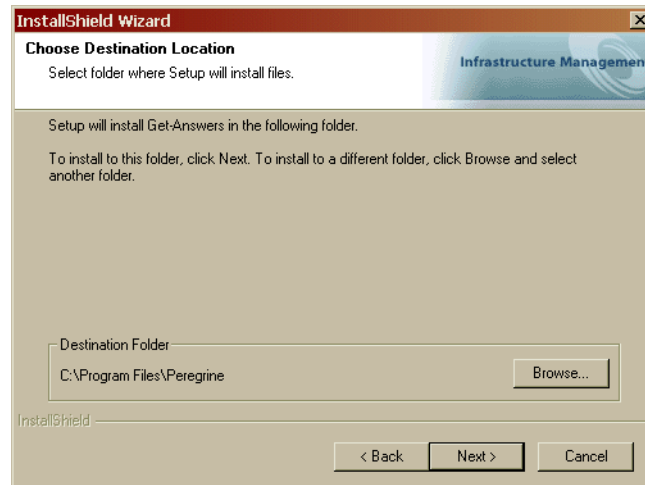 InstallShield Wizard
Choose Destination Location
Select folder where Setup will install files.
Infrastructure Managemen
Setup will install Get-Answers in the following folder.
To install to this folder, click Next. To install to a different folder, click Browse and select
another folder.
Destination Folder
C:\Program Files\Peregrine
Browse...
InstallShield
< Back
Next >
Cancel